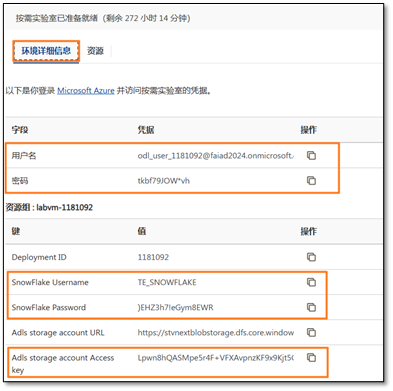 按需实验室已准备就绪（剩余 272 小时 14 分钟）
环境详细信息 资源
以下是你登录 Microsoft Azure 并访问按需实验室的凭据。
字段 凭据 操作
用户名 odl_user_1181092@faiad2024.onmicrosoft.
密码 tkbf79JOW*vh
资源组 : labvm-1181092
键 值 操作
Deployment ID 1181092
SnowFlake Username TE_SNOWFLAKE
SnowFlake Password }EHZ3h7!eGym8EWR
Adls storage account URL https://stvnextblobstorage.dfs.core.window
Adls storage account Access Lpwn8hQASMpe5r4F+VFXAvpnzKF9x9Kjt5(
key